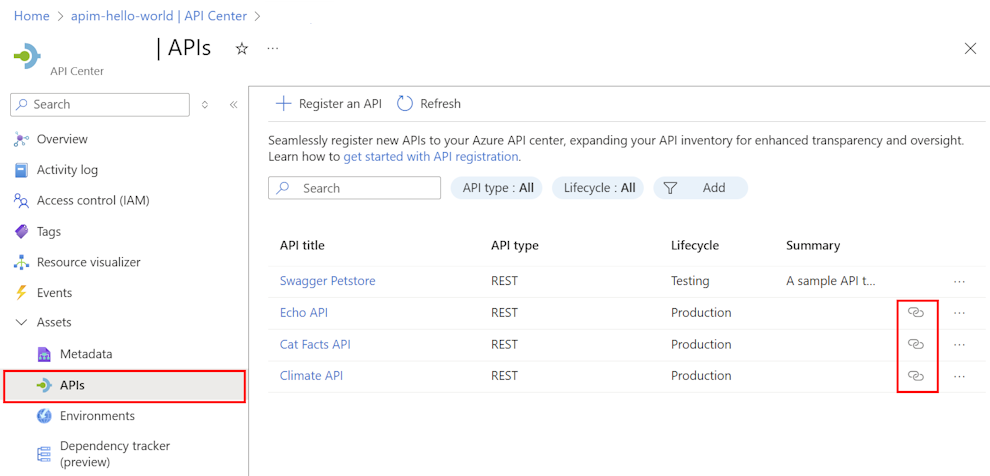 Home > apim-hello-world | API Center >
| APIs ☆ ...
API Center
Search
Overview
Activity log
Access control (IAM)
Tags
Resource visualizer
Events
Assets
Metadata
APIs
Environments
Dependency tracker
(preview)
Register an API Refresh
Seamlessly register new APIs to your Azure API center, expanding your API inventory for enhanced transparency and oversight.
Learn how to get started with API registration.
Search API type : All Lifecycle : All Add
API title API type Lifecycle Summary
Swagger Petstore REST Testing A sample API t... ...
Echo API REST Production ...
Cat Facts API REST Production ...
Climate API REST Production ...